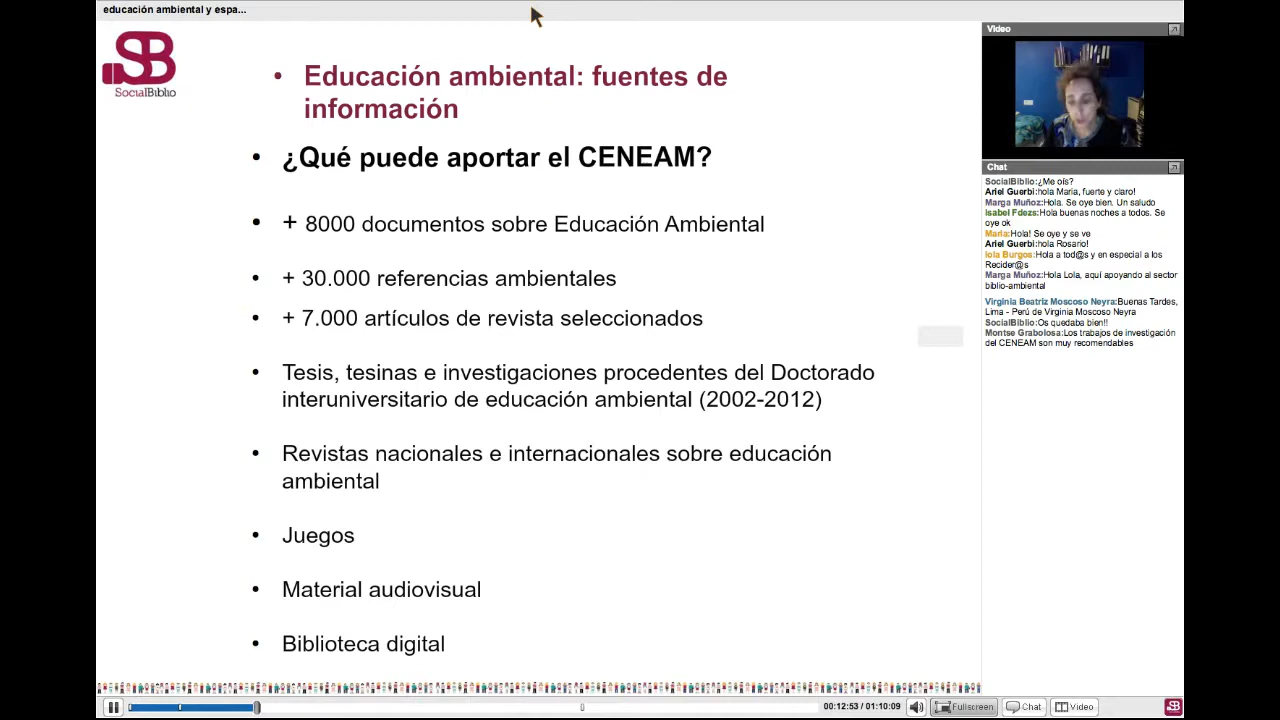 educación ambiental y espa...
SB
SocialBiblio
• Educación ambiental: fuentes de
información
• ¿Qué puede aportar el CENEAM?
• + 8000 documentos sobre Educación Ambiental
• + 30.000 referencias ambientales
• + 7.000 artículos de revista seleccionados
• Tesis, tesinas e investigaciones procedentes del Doctorado
interuniversitario de educación ambiental (2002-2012)
• Revistas nacionales e internacionales sobre educación
ambiental
• Juegos
• Material audiovisual
• Biblioteca digital
Video
Chat
SocialBiblio:¿Me oís?
Ariel Guerbi:hola Maria, fuerte y claro!
Marga Muñoz:Hola. Se oye bien. Un saludo
Isabel Fdezs:Hola buenas noches a todos. Se
oye ok
Maria:Hola! Se oye y se ve
Ariel Guerbi:hola Rosario!
lola Burgos:Hola a tod@s y en especial a los
Recider@s
Marga Muñoz:Hola Lola, aquí apoyando al sector
biblio-ambiental
Virginia Beatriz Moscoso Neyra:Buenas Tardes,
Lima - Perú de Virginia Moscoso Neyra
SocialBiblio:Os quedaba bien!!
Montse Grabolosa:Los trabajos de investigación
del CENEAM son muy recomendables
00:12:53 / 01:10:09
Fullscreen
Chat
Video
SB